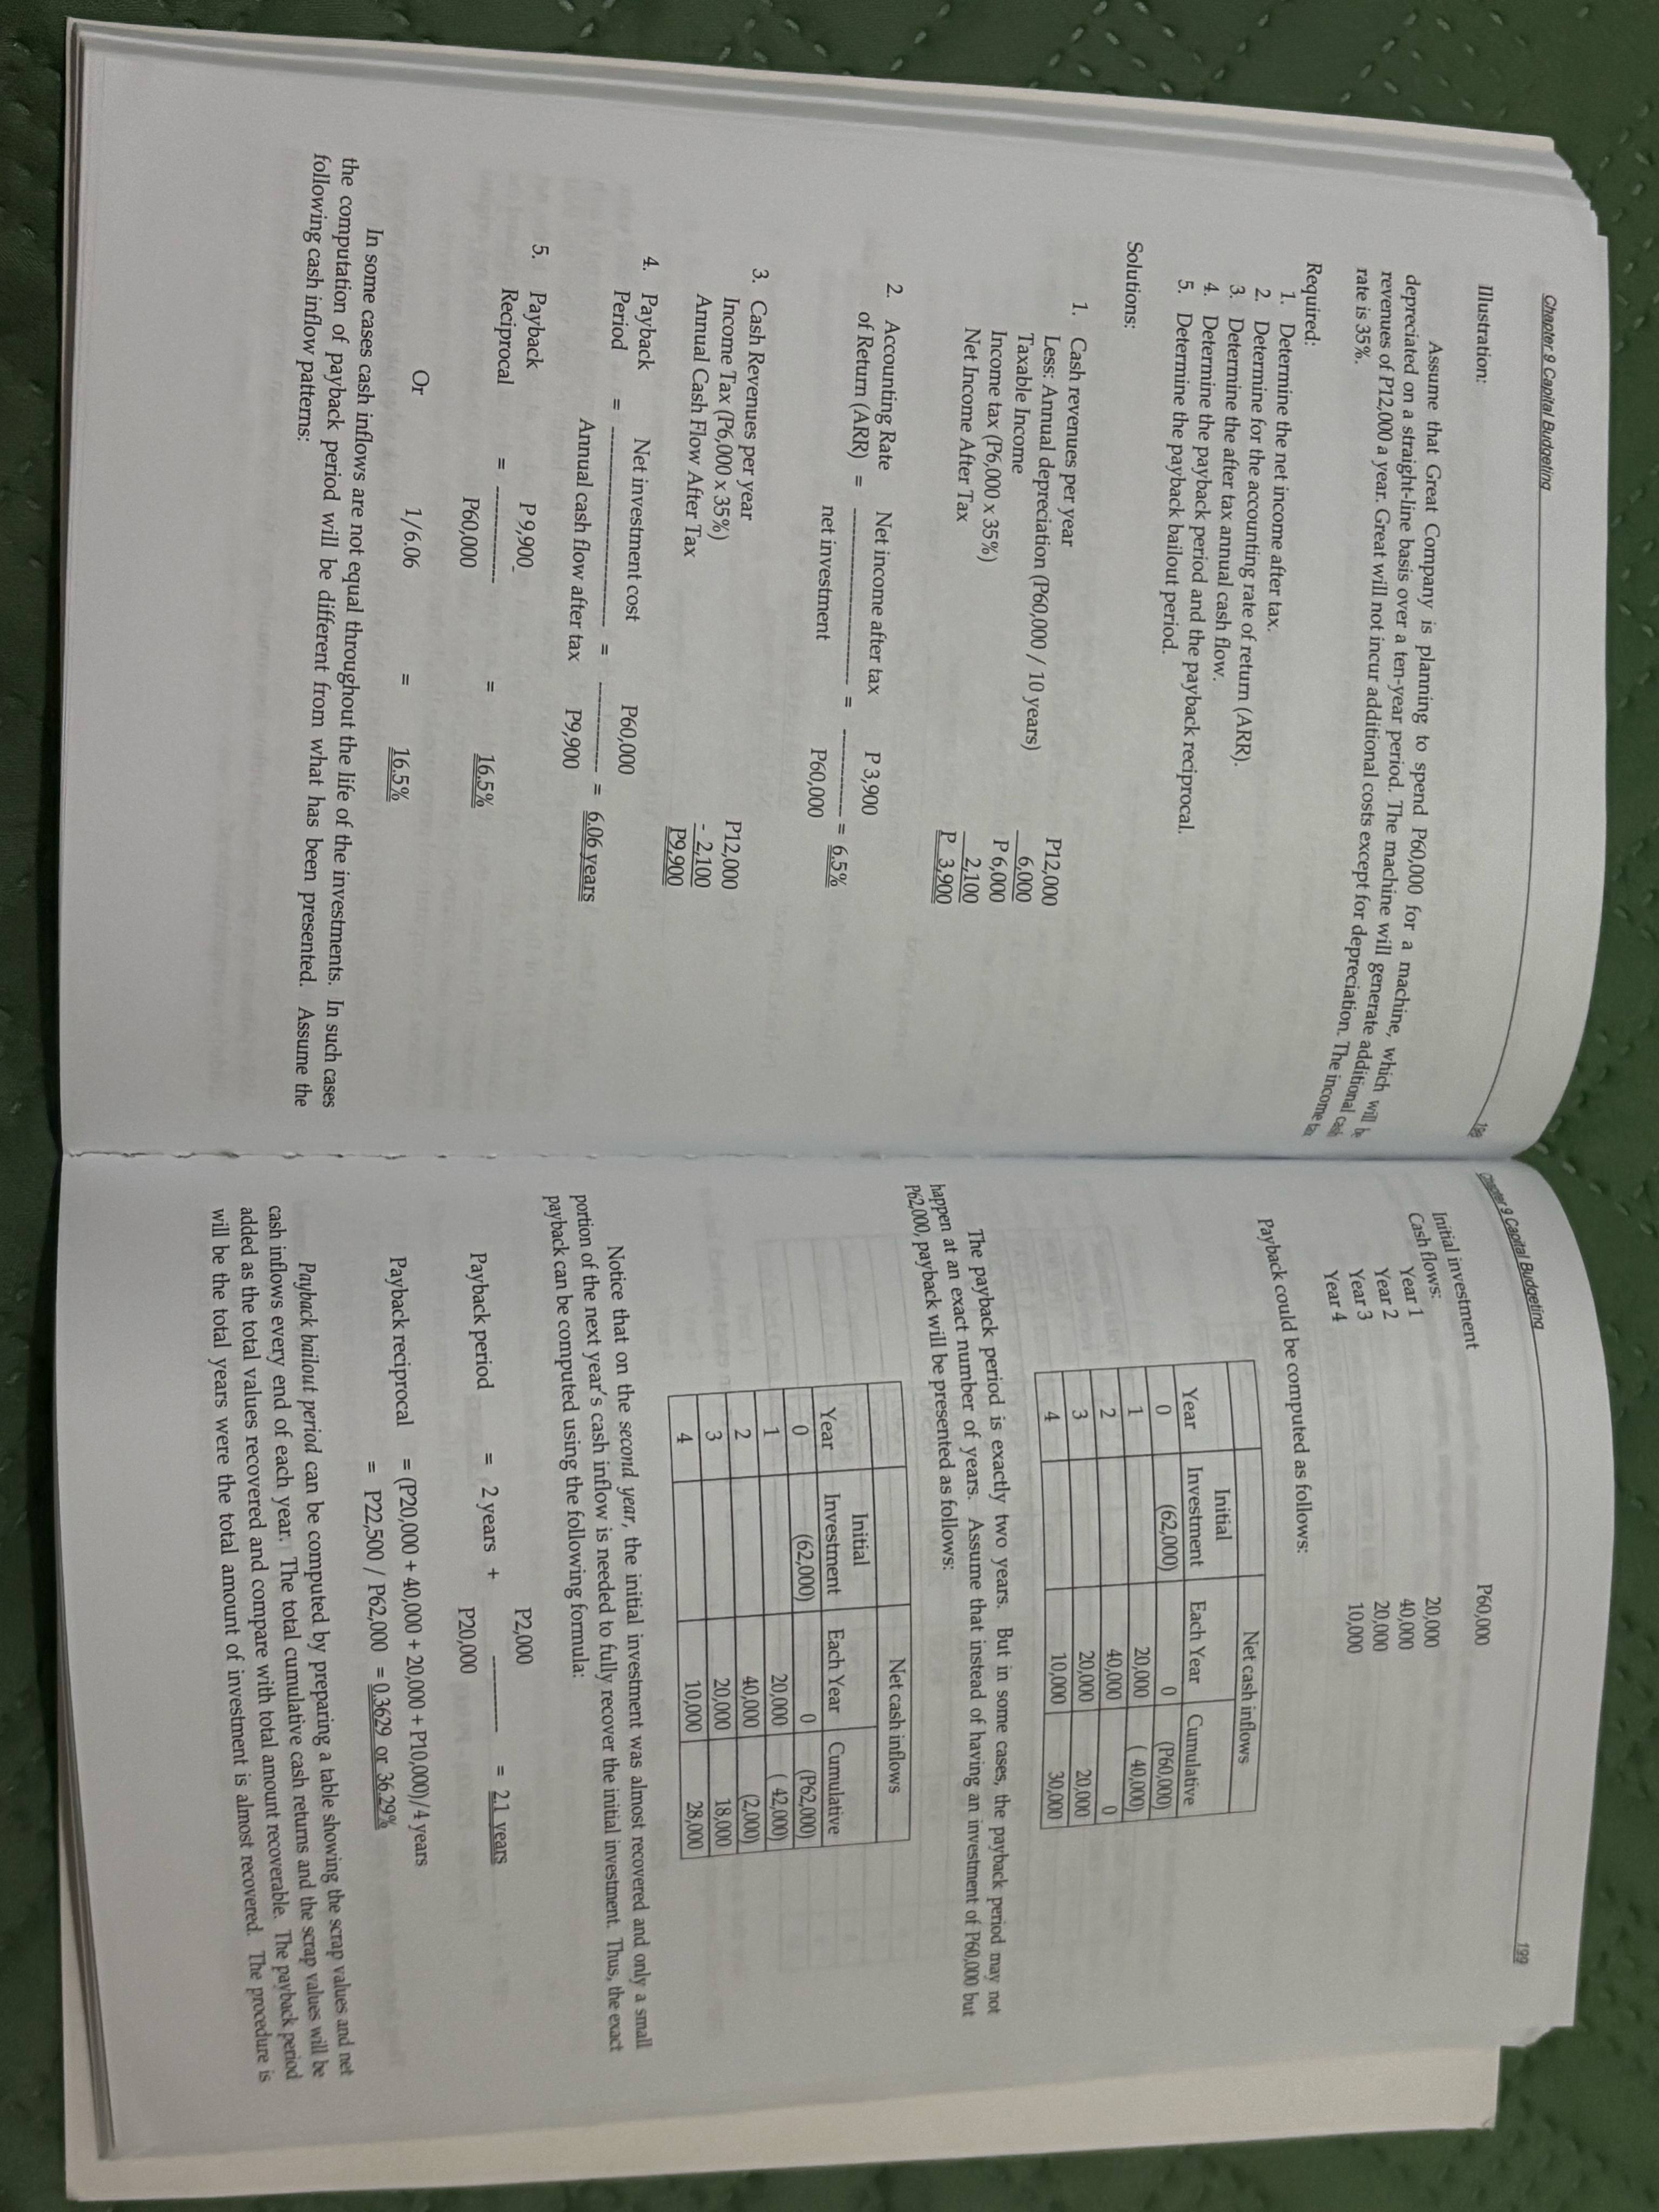 Chapter 9 Capital Budgeting
Illustration:
Assume that Great Company is planning to spend P60,000 for a machine, which will be
depreciated on a straight-line basis over a ten-year period. The machine will generate additional cash
revenues of P12,000 a year. Great will not incur additional costs except for depreciation. The income tax
rate is 35%.
Required:
1. Determine the net income after tax.
2. Determine for the accounting rate of return (ARR).
3. Determine the after tax annual cash flow.
4. Determine the payback period and the payback reciprocal.
5. Determine the payback bailout period.
Solutions:
1. Cash revenues per year P12,000
Less: Annual depreciation (P60,000 / 10 years) 6,000
Taxable Income P 6,000
Income tax (P6,000 x 35%) 2,100
Net Income After Tax P 3,900
2. Accounting Rate Net income after tax P 3,900
of Return (ARR) = ---------------------- = ---------- = 6.5%
net investment P60,000
3. Cash Revenues per year P12,000
Income Tax (P6,000 x 35%) - 2,100
Annual Cash Flow After Tax P9,900
4. Payback Net investment cost P60,000
Period = ------------------------- = ---------- = 6.06 years
Annual cash flow after tax P9,900
5. Payback P 9,900
Reciprocal = ------------ = 16.5%
P60,000
Or 1/6.06 = 16.5%
In some cases cash inflows are not equal throughout the life of the investments. In such cases
the computation of payback period will be different from what has been presented. Assume the
following cash inflow patterns:
Chapter 9 Capital Budgeting 199
Initial investment P60,000
Cash flows:
Year 1 20,000
Year 2 40,000
Year 3 20,000
Year 4 10,000
Payback could be computed as follows:
Net cash inflows
Initial
Year Investment Each Year Cumulative
0 (62,000) 0 (P60,000)
1 20,000 ( 40,000)
2 40,000 0
3 20,000 20,000
4 10,000 30,000
The payback period is exactly two years. But in some cases, the payback period may not
happen at an exact number of years. Assume that instead of having an investment of P60,000 but
P62,000, payback will be presented as follows:
Net cash inflows
Initial
Year Investment Each Year Cumulative
0 (62,000) 0 (P62,000)
1 20,000 ( 42,000)
2 40,000 (2,000)
3 20,000 18,000
4 10,000 28,000
Notice that on the second year, the initial investment was almost recovered and only a small
portion of the next year's cash inflow is needed to fully recover the initial investment. Thus, the exact
payback can be computed using the following formula:
P2,000
Payback period = 2 years + ---------- = 2.1 years
P20,000
Payback reciprocal = (P20,000 + 40,000 + 20,000 + P10,000)/4 years
= P22,500 / P62,000 = 0.3629 or 36.29%
Payback bailout period can be computed by preparing a table showing the scrap values and net
cash inflows every end of each year. The total cumulative cash returns and the scrap values will be
added as the total values recovered and compare with total amount recoverable. The payback period
will be the total years were the total amount of investment is almost recovered. The procedure is